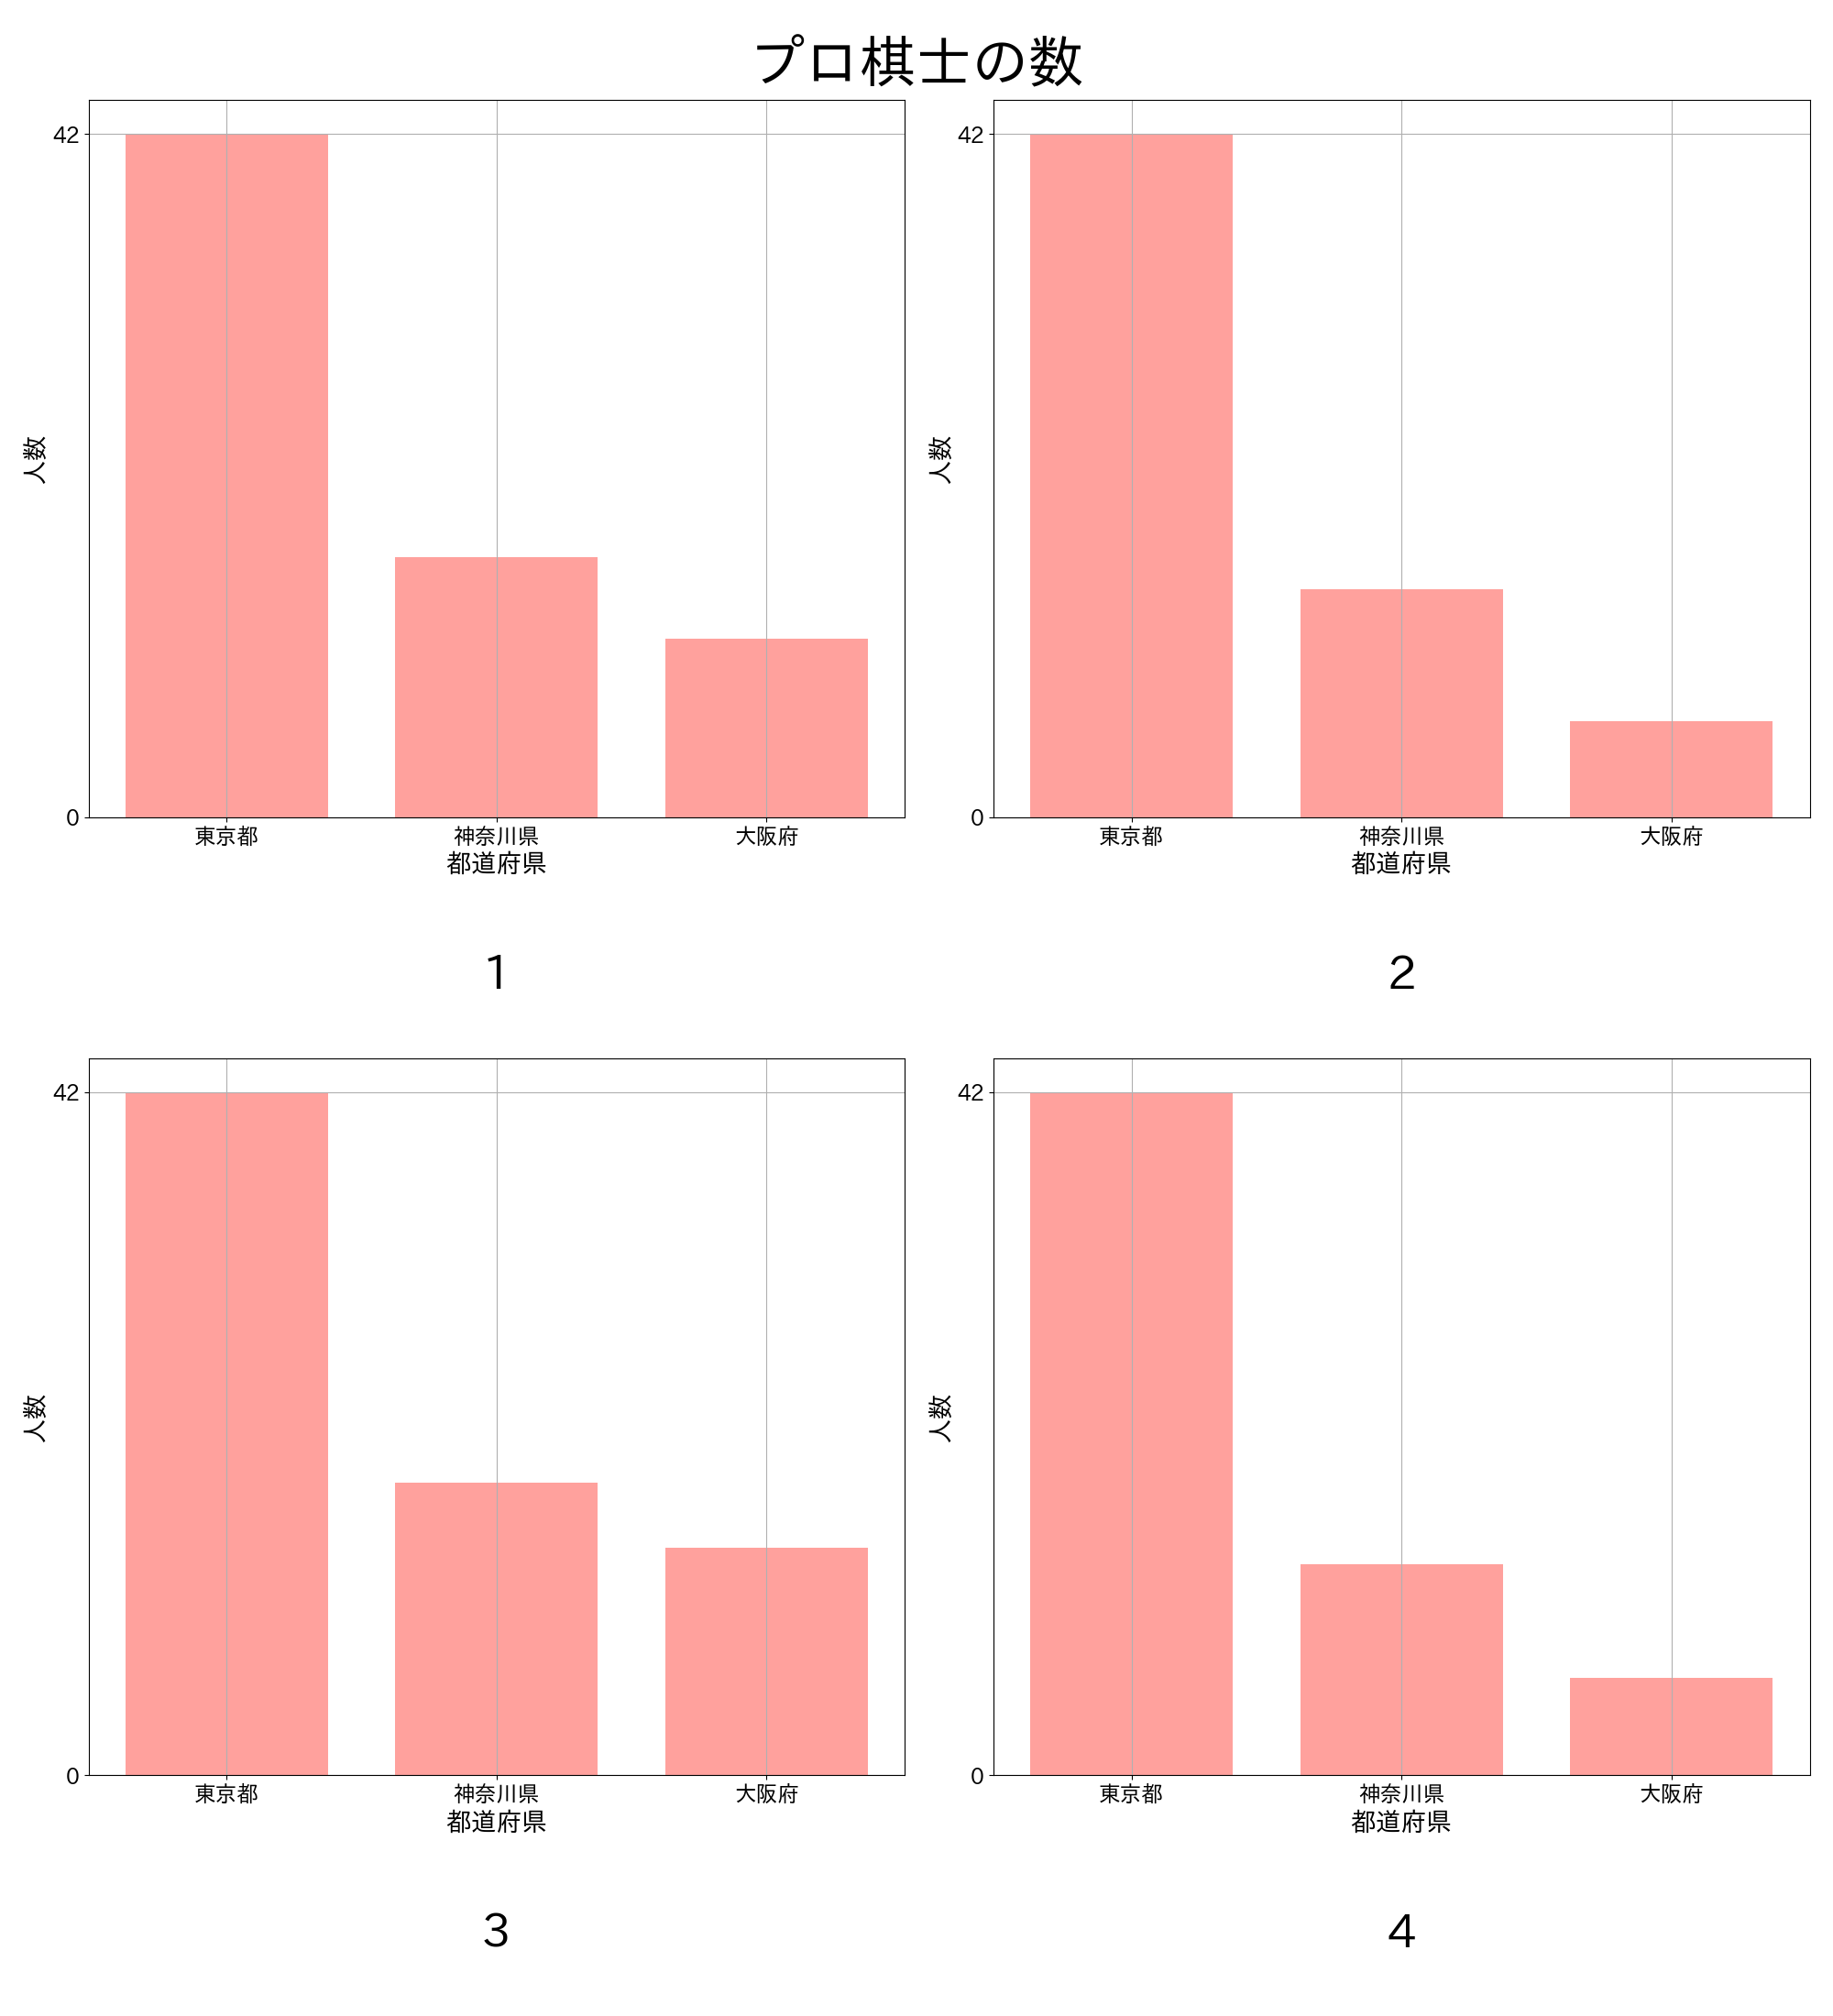 プロ棋士の数
42
人数
0
東京都 神奈川県 大阪府
都道府県
1
42
人数
0
東京都 神奈川県 大阪府
都道府県
2
42
人数
0
東京都 神奈川県 大阪府
都道府県
3
42
人数
0
東京都 神奈川県 大阪府
都道府県
4